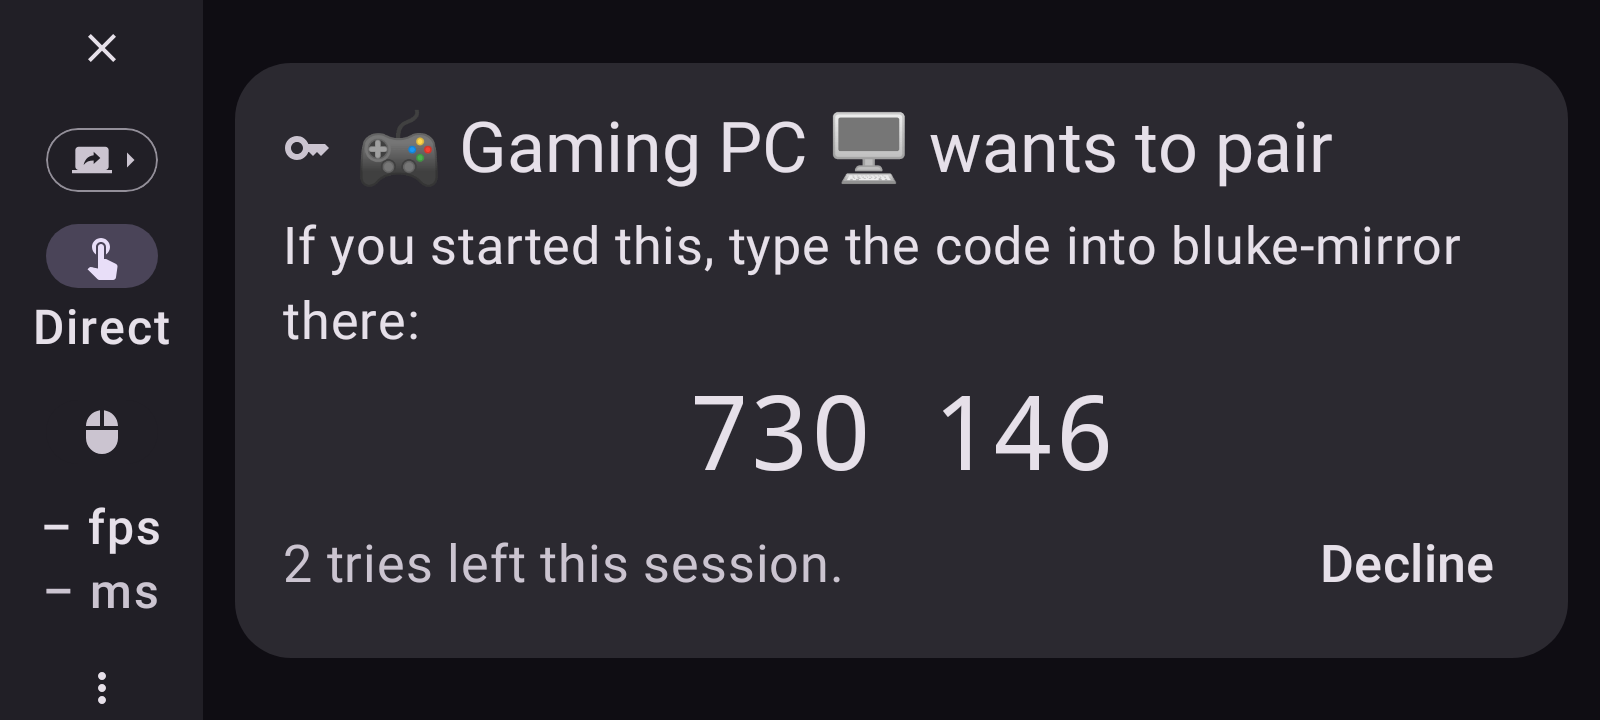 🎮 Gaming PC 🖥️ wants to pair
If you started this, type the code into bluke-mirror
there:
730 146
2 tries left this session.
Decline
Direct
– fps
– ms